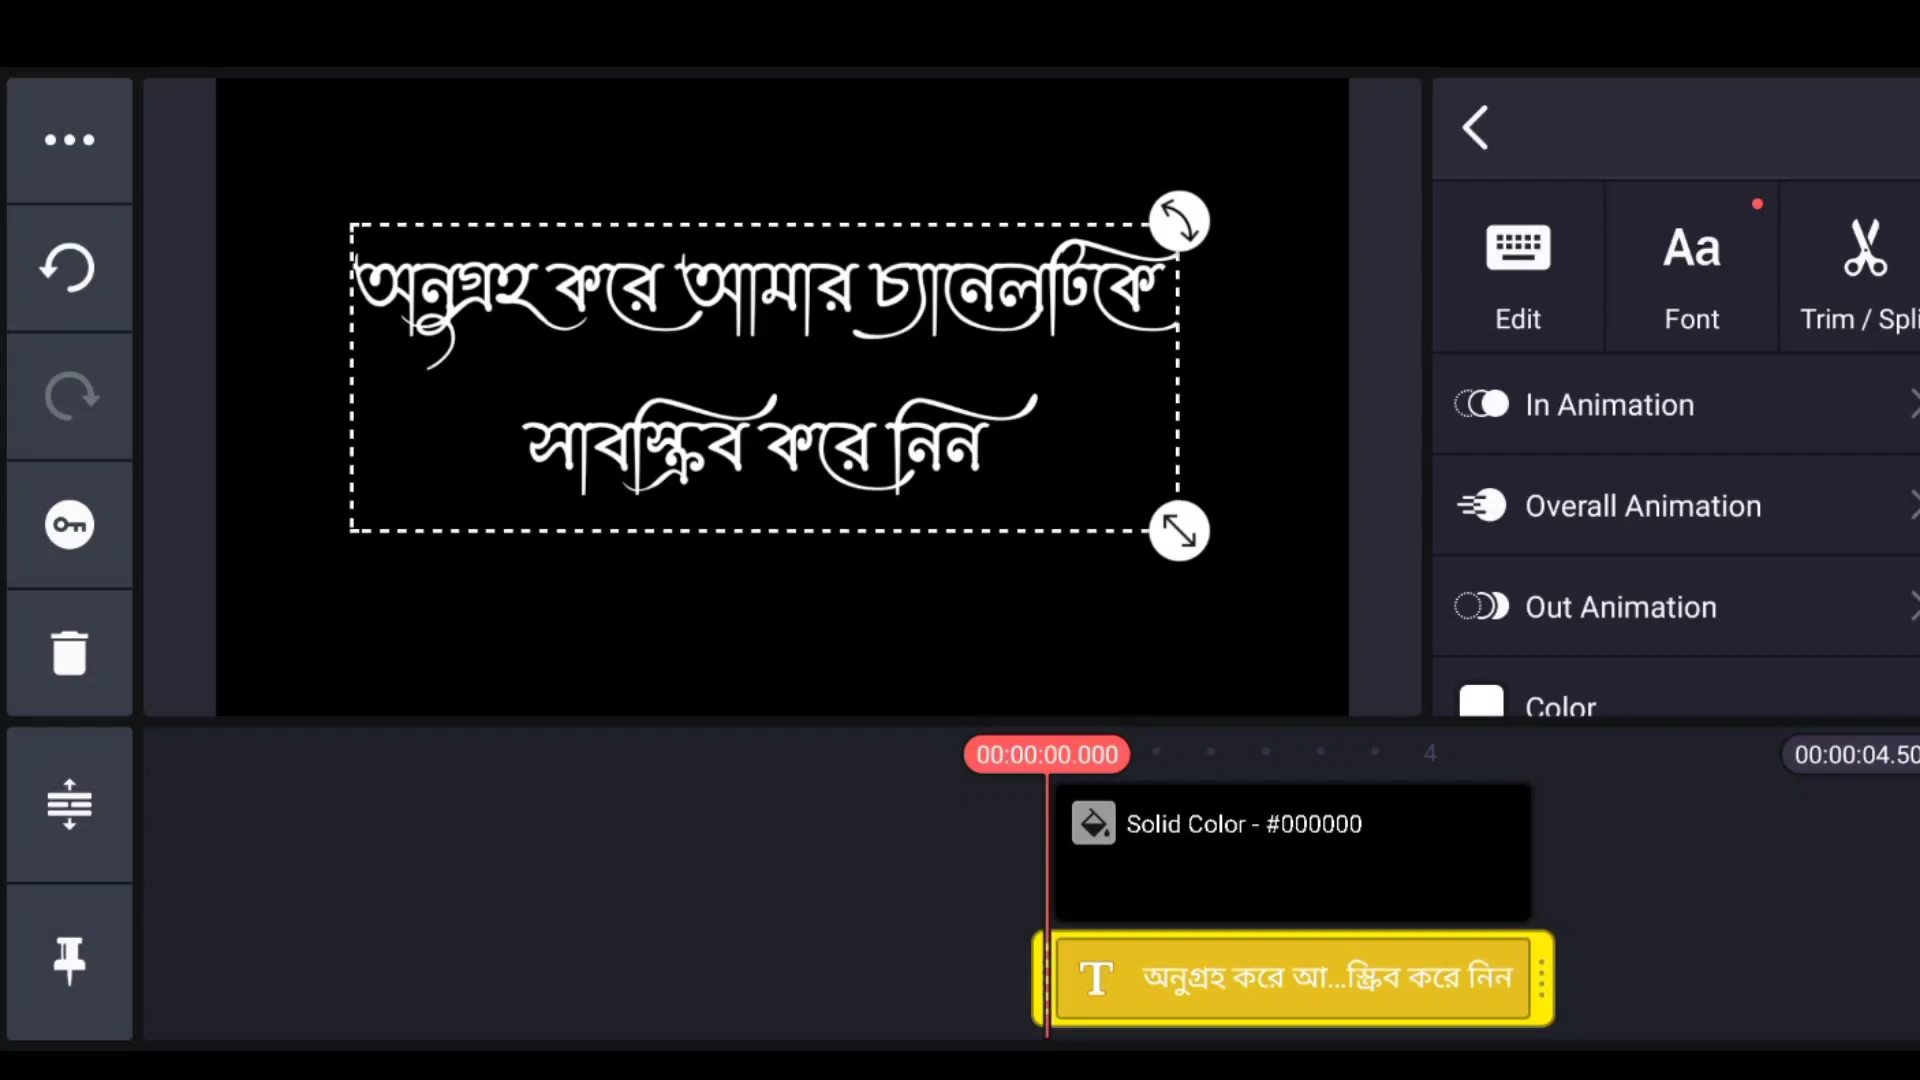 অনুগ্রহ করে আমার চ্যানেলটিকে
সাবস্ক্রিব করে নিন
Aa
Edit
Font
Trim / Spli
In Animation
Overall Animation
Out Animation
Color
00:00:00.000
4
00:00:04.50
Solid Color - #000000
T অনুগ্রহ করে আ...স্ক্রিব করে নিন